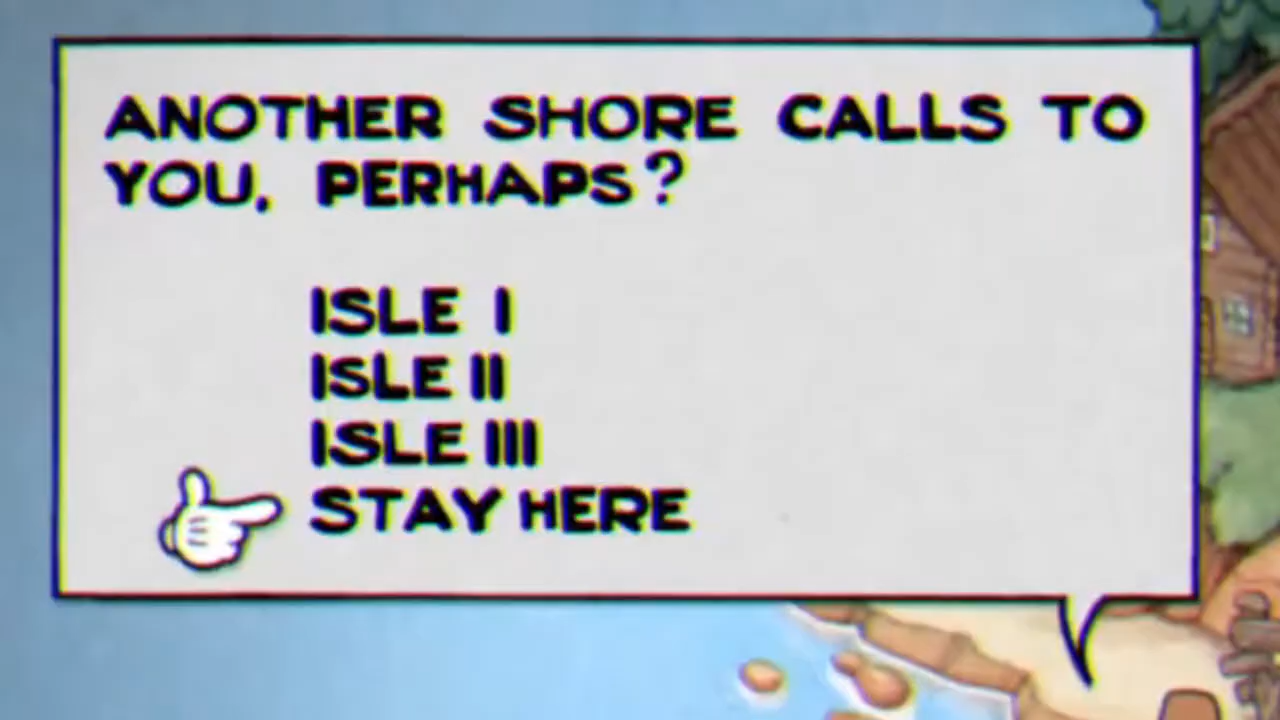 ANOTHER SHORE CALLS TO
YOU, PERHAPS?
ISLE I
ISLE II
ISLE III
STAY HERE